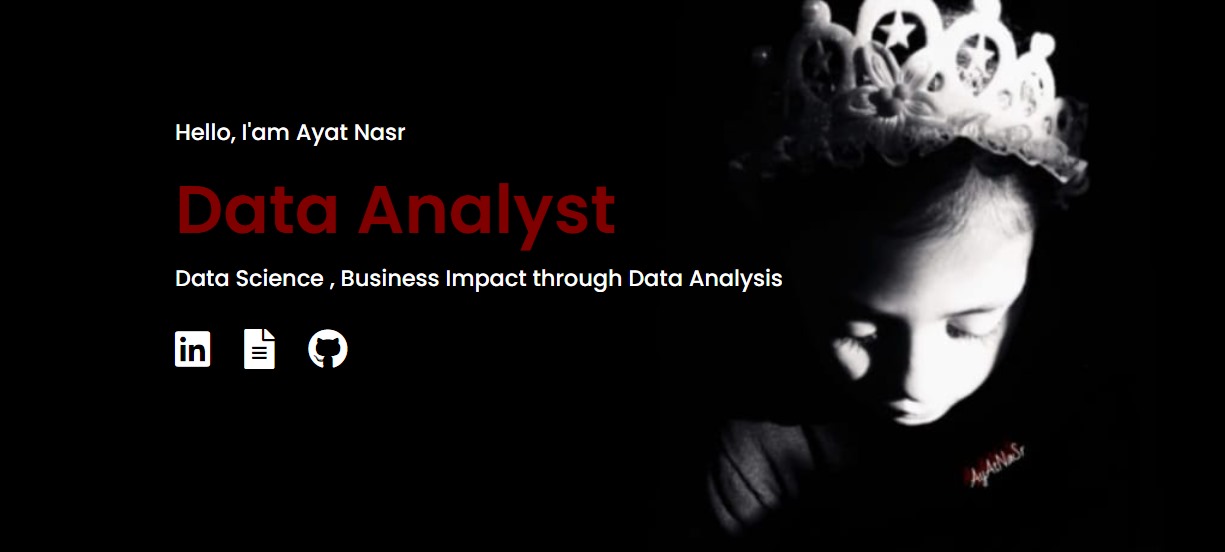 Hello, I'am Ayat Nasr
Data Analyst
Data Science , Business Impact through Data Analysis
in
AyAtNaSr